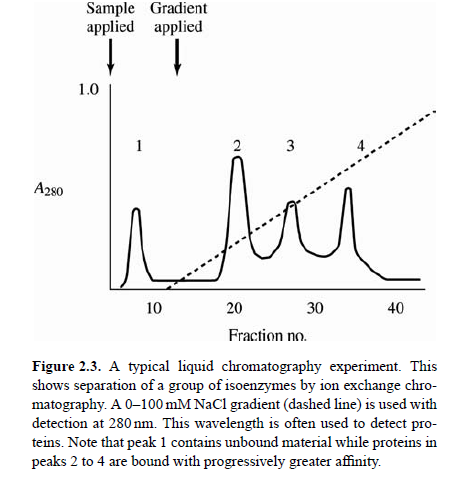 Sample Gradient
applied applied
1.0
1 2 3 4
A280
10 20 30 40
Fraction no.
Figure 2.3. A typical liquid chromatography experiment. This
shows separation of a group of isoenzymes by ion exchange chro-
matography. A 0–100 mM NaCl gradient (dashed line) is used with
detection at 280 nm. This wavelength is often used to detect pro-
teins. Note that peak 1 contains unbound material while proteins in
peaks 2 to 4 are bound with progressively greater affinity.